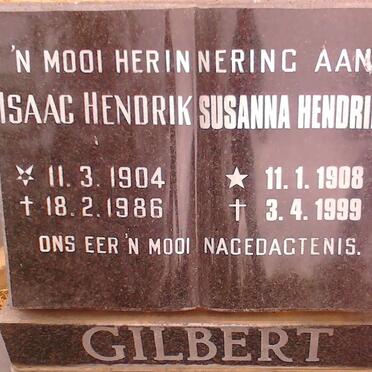 'N MOOI HERINNERING AAN
ISAAC HENDRIK SUSANNA HENDRI
★ 11.3.1904 ★ 11.1.1908
† 18.2.1986 † 3.4.1999
ONS EER 'N MOOI NAGEDACTENIS.
GILBERT